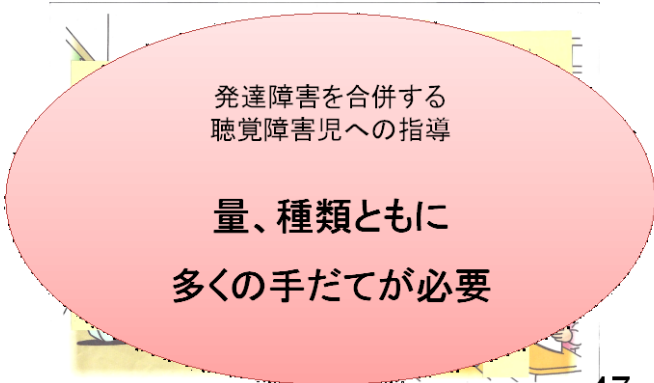 発達障害を合併する
聴覚障害児への指導
量、種類ともに
多くの手だてが必要
17